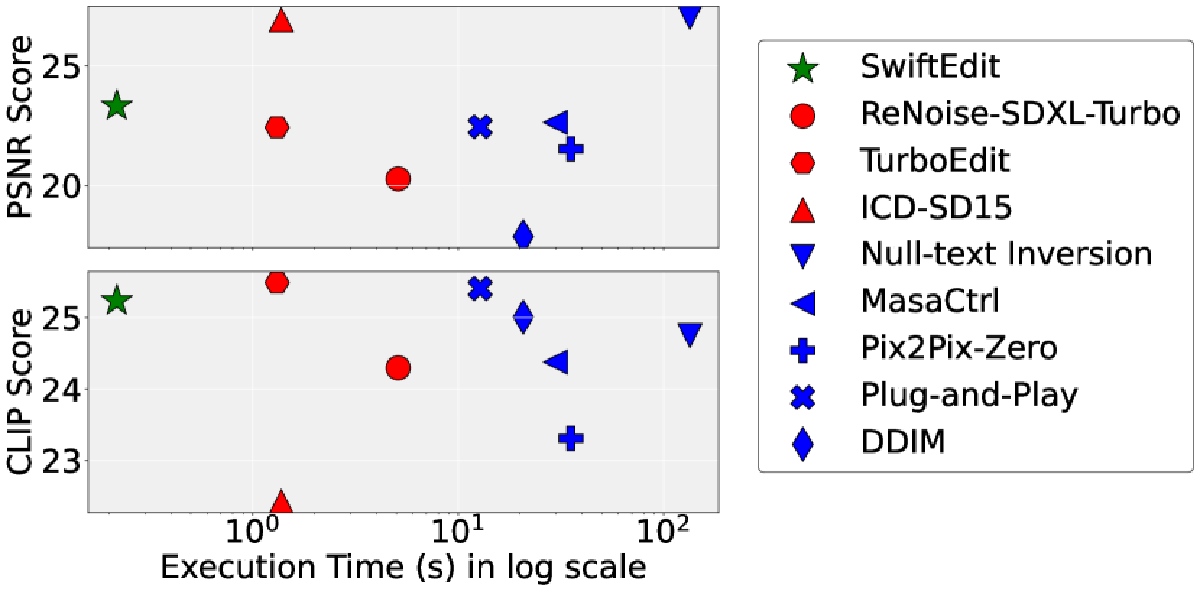 PSNR Score
25
20
CLIP Score
25
24
23
10⁰
10¹
10²
Execution Time (s) in log scale
SwiftEdit
ReNoise-SDXL-Turbo
TurboEdit
ICD-SD15
Null-text Inversion
MasaCtrl
Pix2Pix-Zero
Plug-and-Play
DDIM